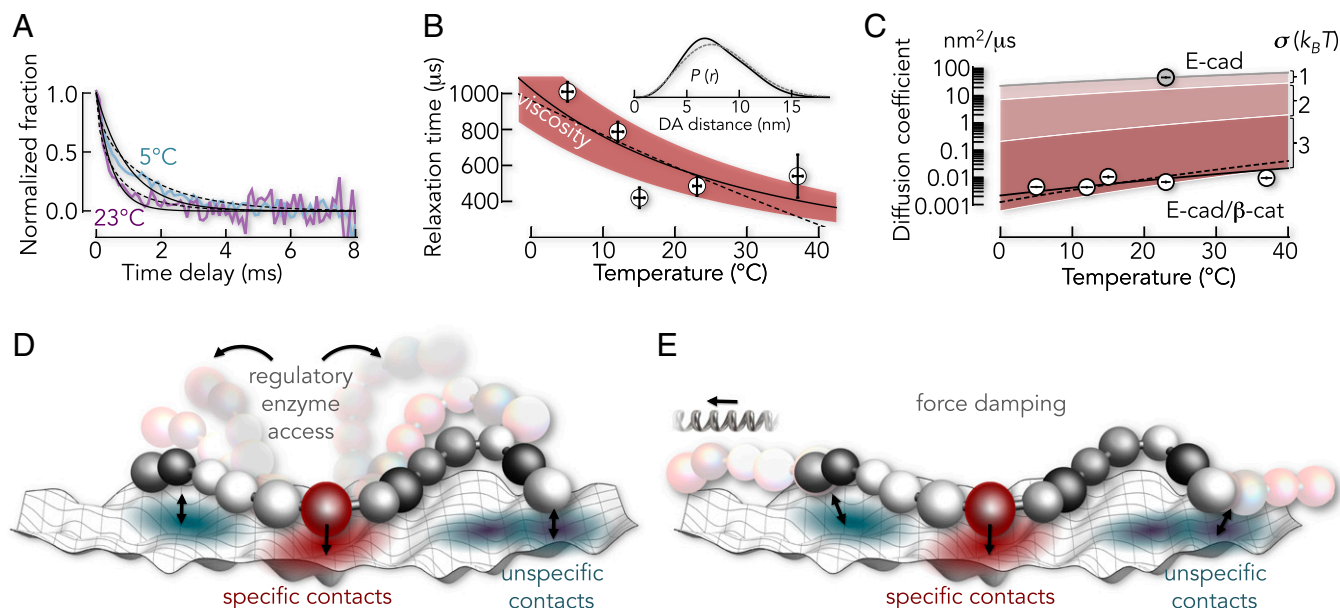 A
Normalized fraction
1.0
0.5
0.0
5°C
23°C
0
2
4
6
8
Time delay (ms)
B
Relaxation time (µs)
1000
800
600
400
viscosity
P (r)
0
5
10
15
DA distance (nm)
0
10
20
30
40
Temperature (°C)
C
nm²/µs
σ (kBT)
Diffusion coefficient
100
10
1
0.1
0.01
0.001
E-cad
1
2
3
E-cad/β-cat
0
10
20
30
40
Temperature (°C)
D
regulatory
enzyme
access
specific contacts
unspecific
contacts
E
force damping
specific contacts
unspecific
contacts